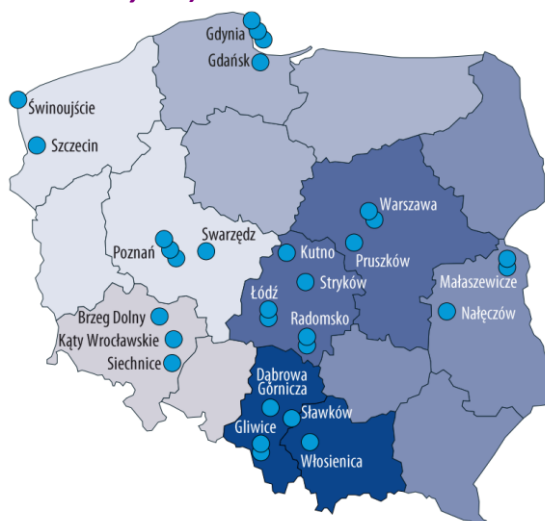 Gdynia
Gdańsk
Świnoujście
Szczecin
Warszawa
Swarzędz
Poznań
Kutno
Pruszków
Małaszewicze
Stryków
Łódź
Nałęczów
Brzeg Dolny
Radomsko
Kąty Wrocławskie
Siechnice
Dąbrowa
Górnicza
Sławków
Gliwice
Włosienica